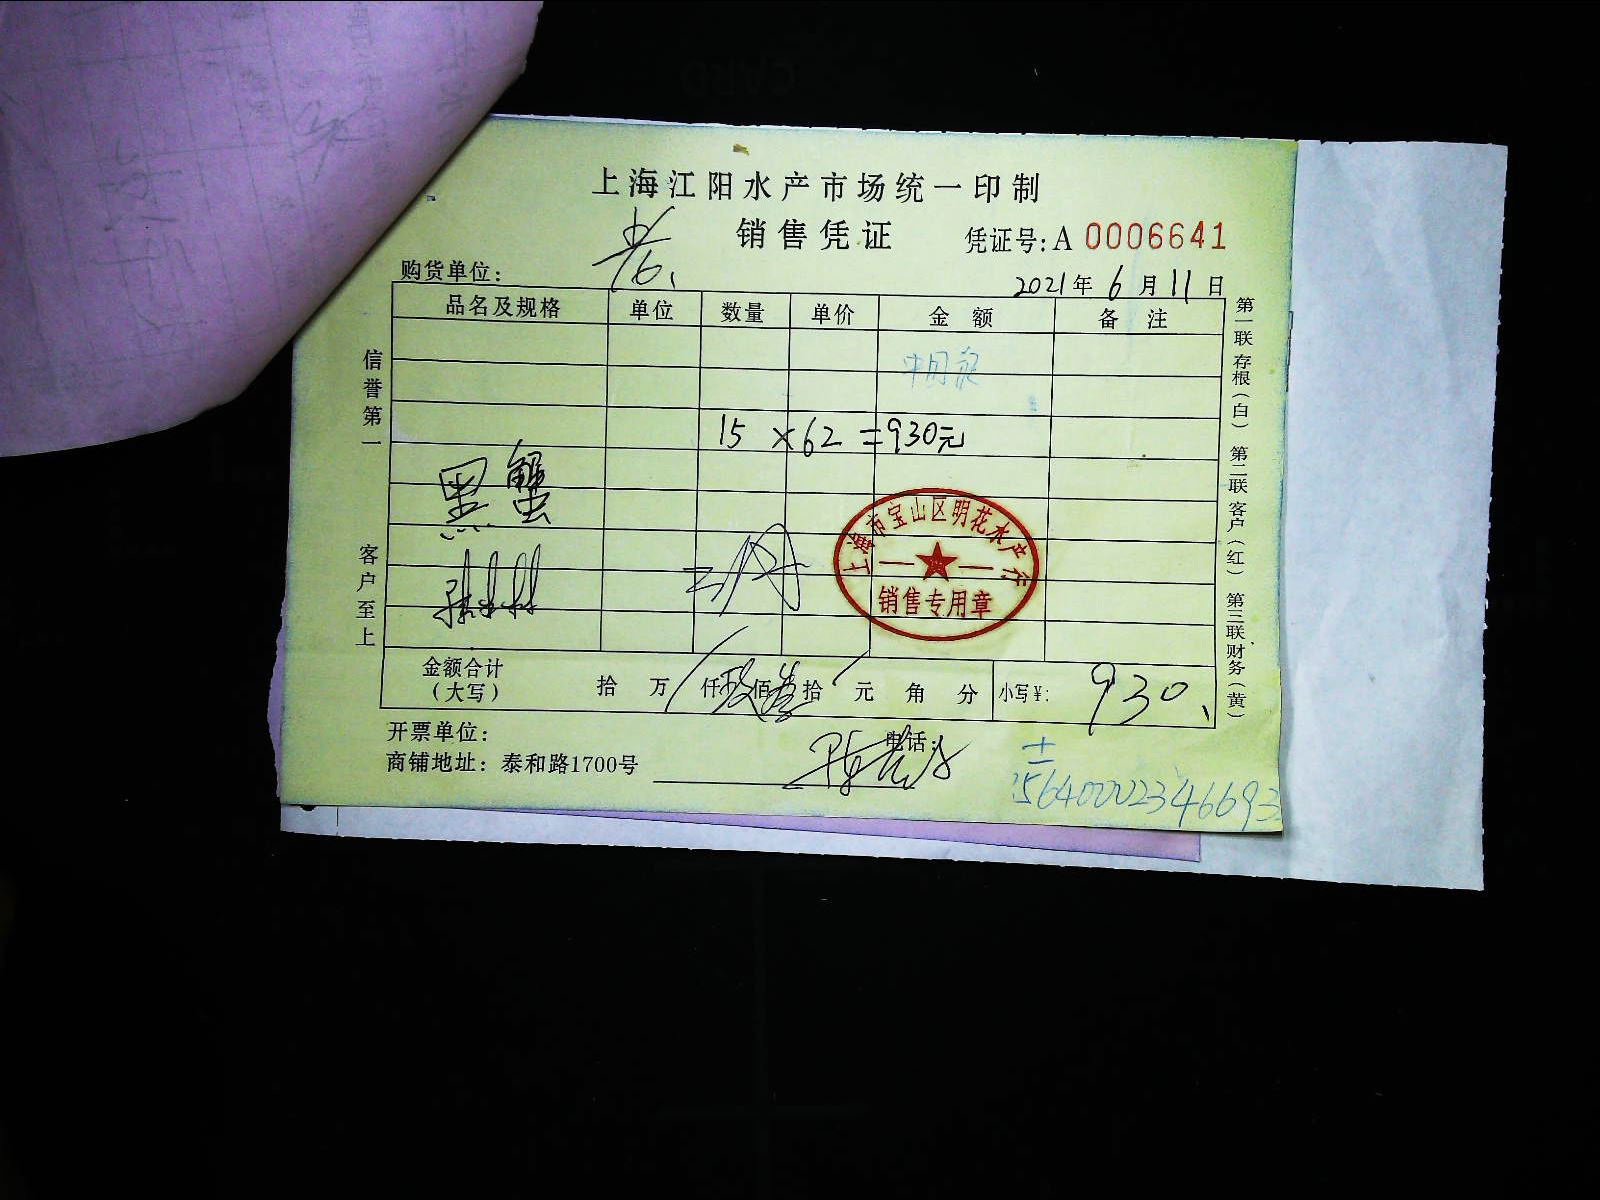 上海江阳水产市场统一印制
销售凭证
凭证号:A 0006641
购货单位:
2021年6月11日
品名及规格 单位 数量 单价 金额 备注
中国农
15 ×62 =930元
黑蟹
上海市宝山区明花水产行
销售专用章
金额合计(大写) 拾 万 仟 玖 佰 叁 拾 元 角 分 小写¥: 930
开票单位: 电话:
商铺地址: 泰和路1700号
信誉第一
客户至上
第一联存根(白) 第二联客户(红) 第三联财务(黄)